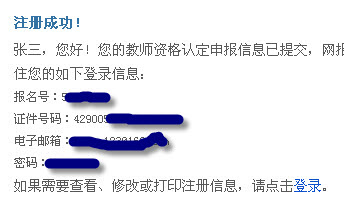 注册成功！
张三，您好！您的教师资格认定申报信息已提交，网报
住您的如下登录信息：
报名号：5
证件号码：429005
电子邮箱：
密码：
如果需要查看、修改或打印注册信息，请点击登录。